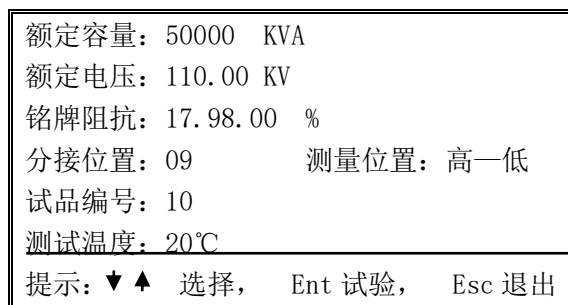 额定容量：50000 KVA
额定电压：110.00 KV
铭牌阻抗：17.98.00 %
分接位置：09 测量位置：高—低
试品编号：10
测试温度：20℃
提示：▼▲ 选择， Ent 试验， Esc 退出